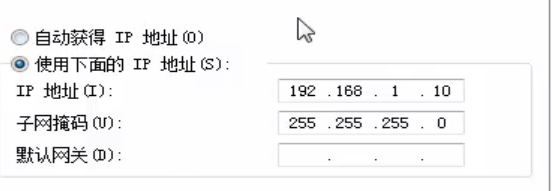 自动获得 IP 地址(O)
使用下面的 IP 地址(S):
IP 地址(I): 192 .168 . 1 . 10
子网掩码(U): 255 .255 .255 . 0
默认网关(D): . . .